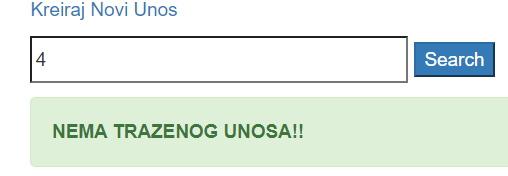 Kreiraj Novi Unos
4
Search
NEMA TRAZENOG UNOSA!!